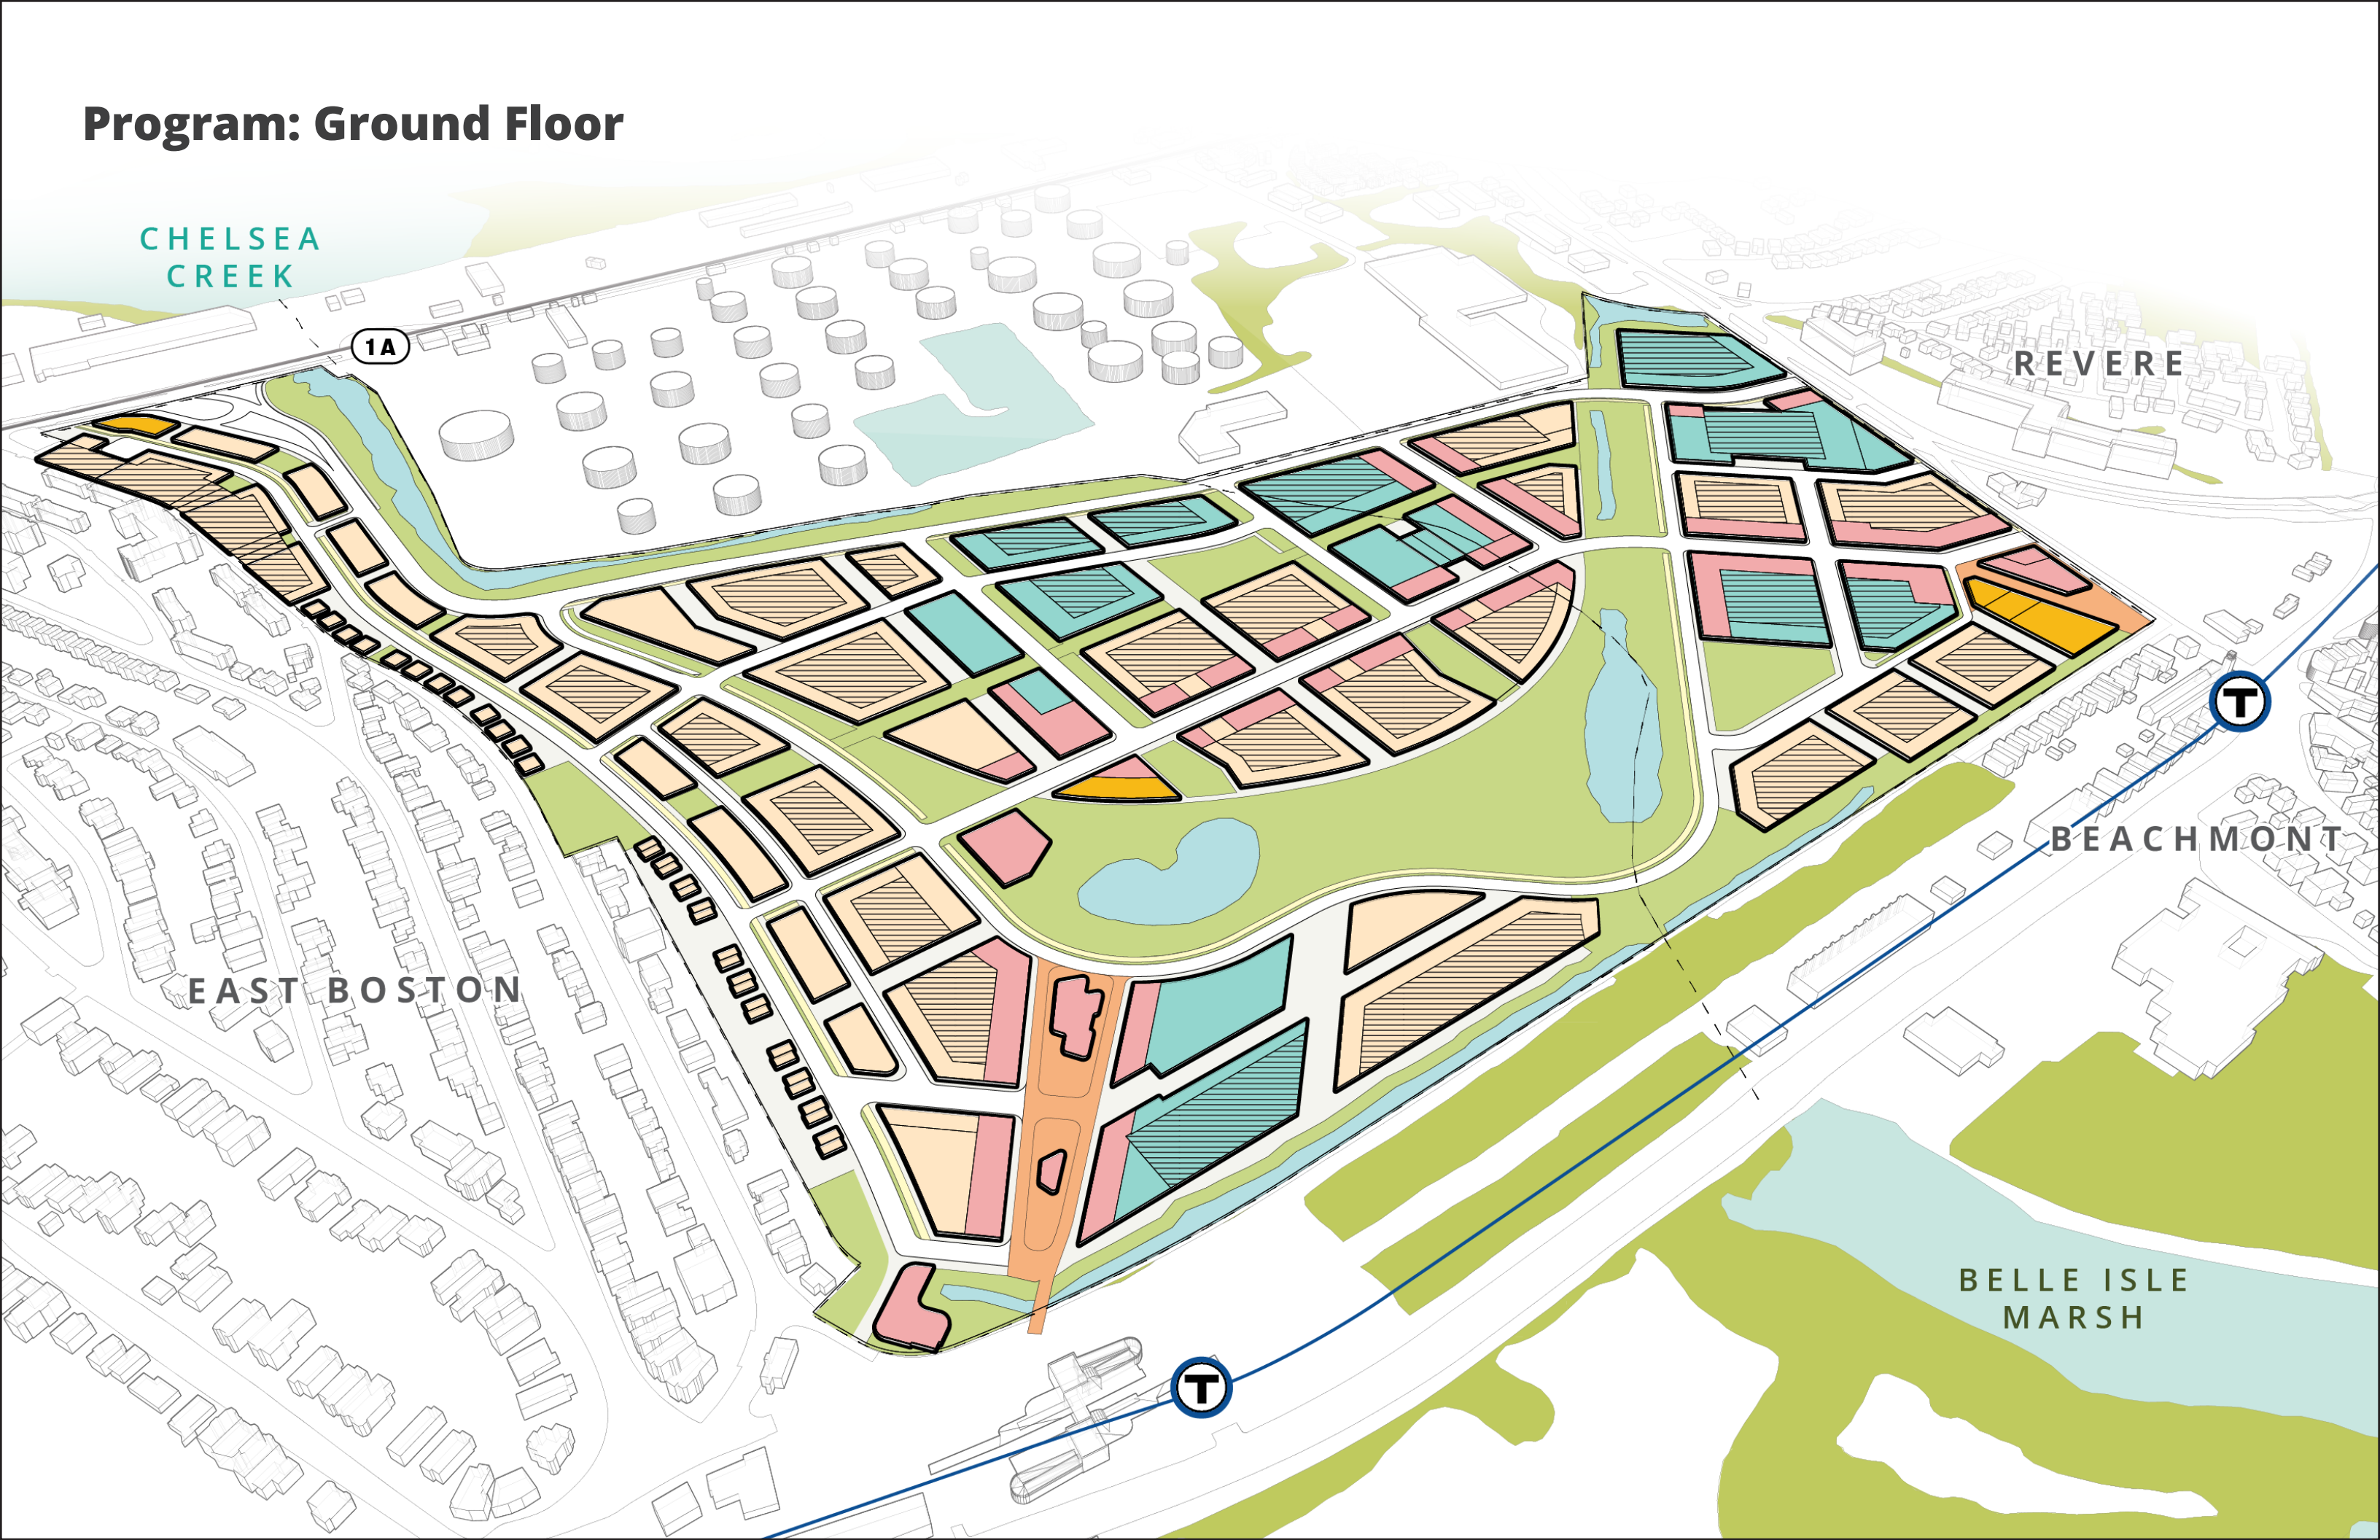 Program: Ground Floor
CHELSEA
CREEK
1A
REVERE
T
BEACHMONT
EAST BOSTON
BELLE ISLE
MARSH
T